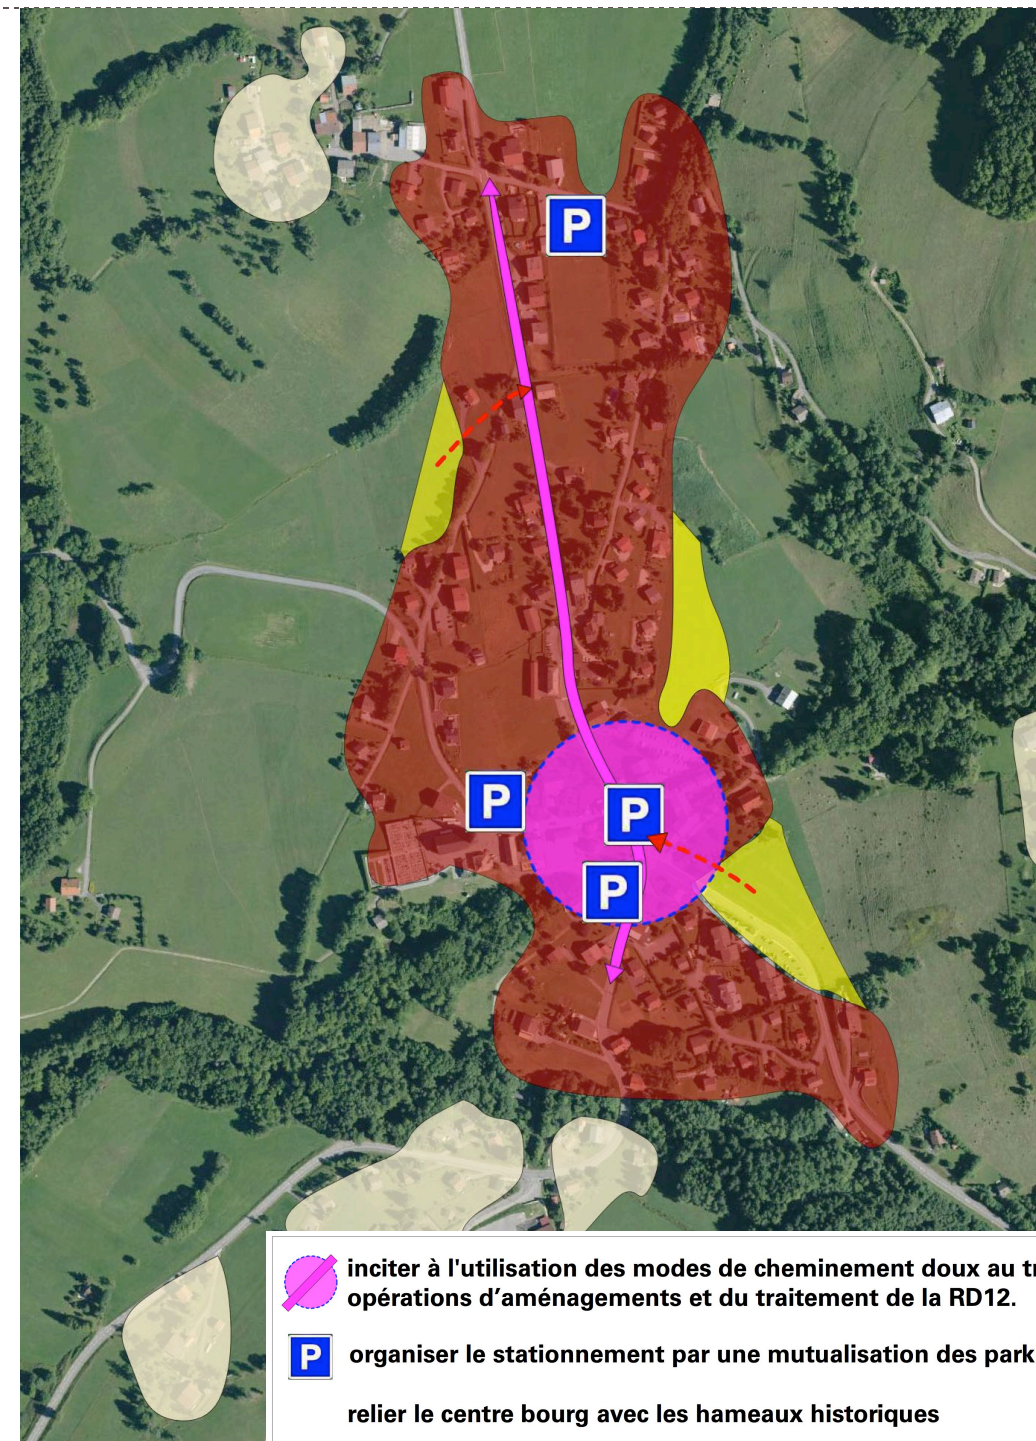 P
P
P
P
inciter à l'utilisation des modes de cheminement doux au
opérations d’aménagements et du traitement de la RD12.
P
organiser le stationnement par une mutualisation des
relier le centre bourg avec les hameaux historiques